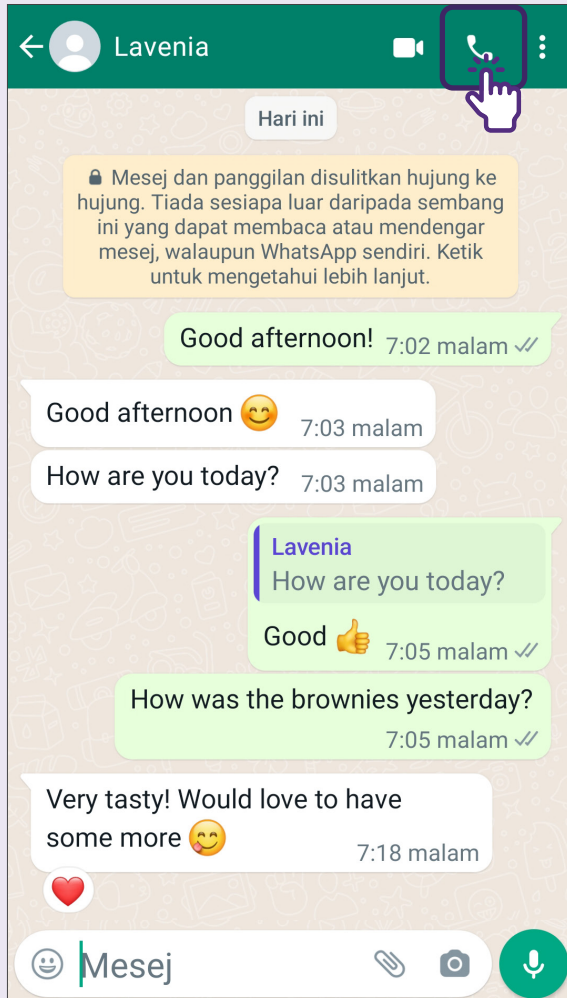 Lavenia
Hari ini
Mesej dan panggilan disulitkan hujung ke
hujung. Tiada sesiapa luar daripada sembang
ini yang dapat membaca atau mendengar
mesej, walaupun WhatsApp sendiri. Ketik
untuk mengetahui lebih lanjut.
Good afternoon! 7:02 malam
Good afternoon 😊 7:03 malam
How are you today? 7:03 malam
Lavenia
How are you today?
Good 👍 7:05 malam
How was the brownies yesterday?
7:05 malam
Very tasty! Would love to have
some more 😋 7:18 malam
Mesej